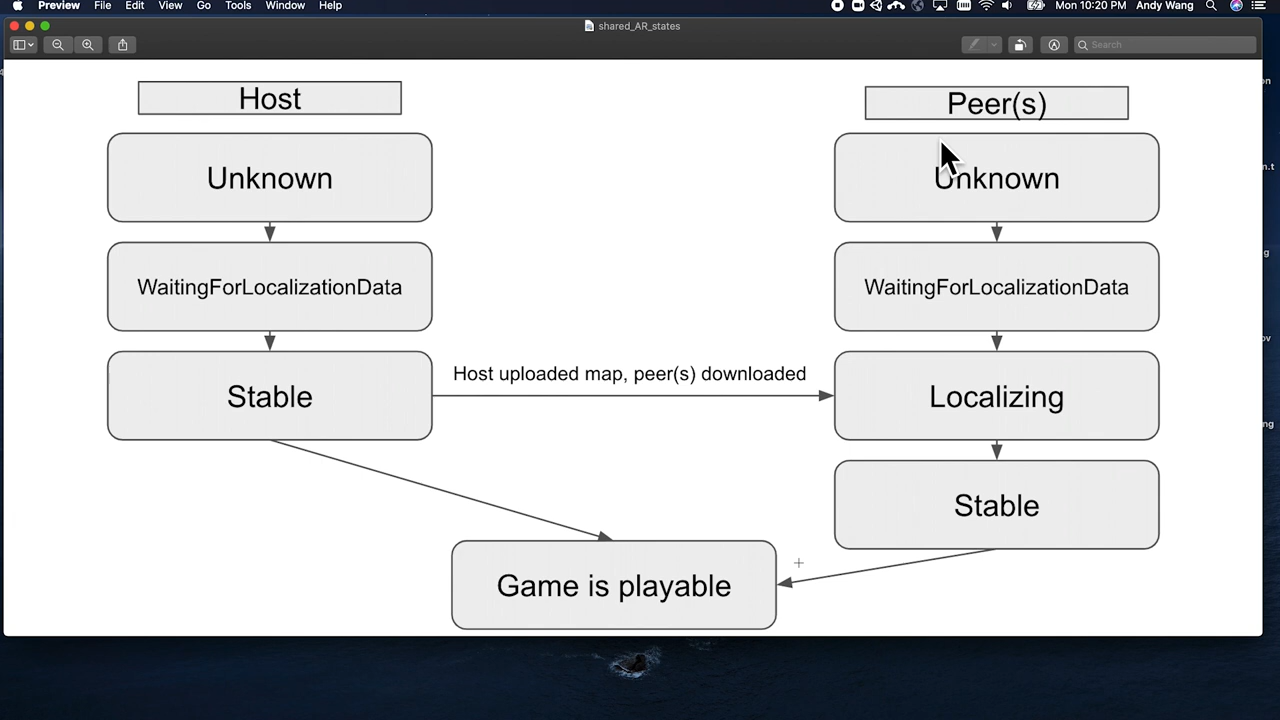 Preview File Edit View Go Tools Window Help
Mon 10:20 PM Andy Wang
shared_AR_states
Search
Host
Peer(s)
Unknown
Unknown
WaitingForLocalizationData
WaitingForLocalizationData
Stable
Host uploaded map, peer(s) downloaded
Localizing
Stable
Game is playable